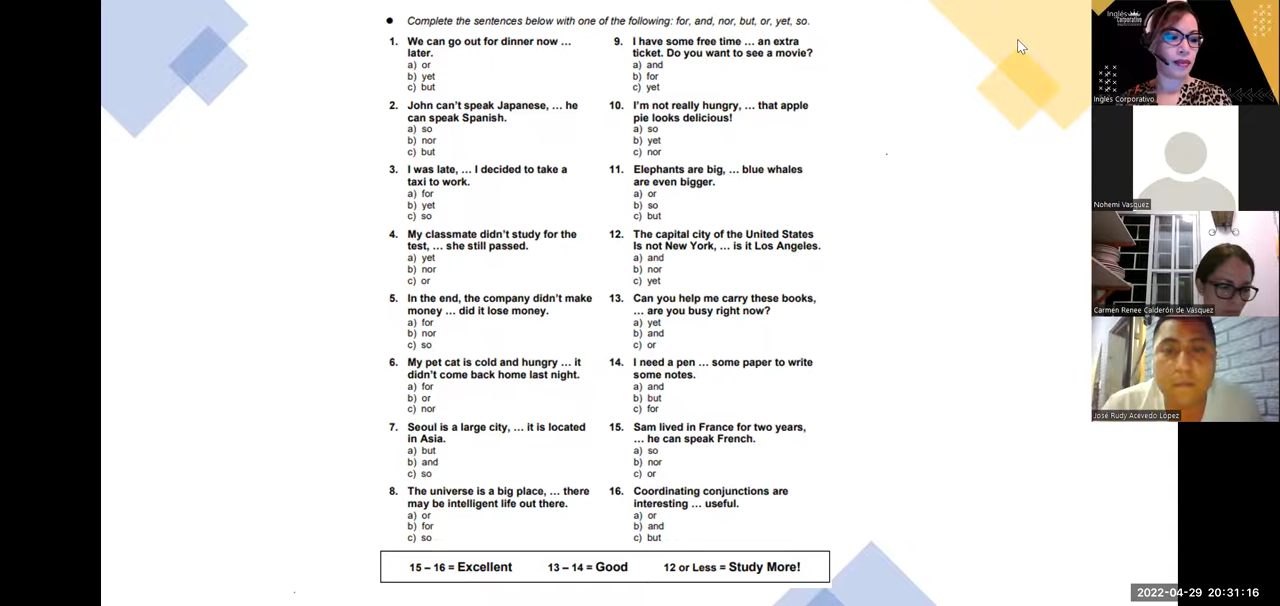 ● Complete the sentences below with one of the following: for, and, nor, but, or, yet, so.
1. We can go out for dinner now ...
later.
a) or
b) yet
c) but
2. John can't speak Japanese, ... he
can speak Spanish.
a) so
b) nor
c) but
3. I was late, ... I decided to take a
taxi to work.
a) for
b) yet
c) so
4. My classmate didn't study for the
test, ... she still passed.
a) yet
b) nor
c) or
5. In the end, the company didn't make
money ... did it lose money.
a) for
b) nor
c) so
6. My pet cat is cold and hungry ... it
didn't come back home last night.
a) for
b) or
c) nor
7. Seoul is a large city, ... it is located
in Asia.
a) but
b) and
c) so
8. The universe is a big place, ... there
may be intelligent life out there.
a) or
b) for
c) so
9. I have some free time ... an extra
ticket. Do you want to see a movie?
a) and
b) for
c) yet
10. I'm not really hungry, ... that apple
pie looks delicious!
a) so
b) yet
c) nor
11. Elephants are big, ... blue whales
are even bigger.
a) or
b) so
c) but
12. The capital city of the United States
Is not New York, ... is it Los Angeles.
a) and
b) nor
c) yet
13. Can you help me carry these books,
... are you busy right now?
a) yet
b) and
c) or
14. I need a pen ... some paper to write
some notes.
a) and
b) but
c) for
15. Sam lived in France for two years,
... he can speak French.
a) so
b) nor
c) or
16. Coordinating conjunctions are
interesting ... useful.
a) or
b) and
c) but
15 – 16 = Excellent 13 – 14 = Good 12 or Less = Study More!
Inglés
corporativo
Inglés Corporativo
Nohemi Vasquez
Carmen Renee Calderón de Vásquez
José Rudy Acevedo López
2022-04-29 20:31:16